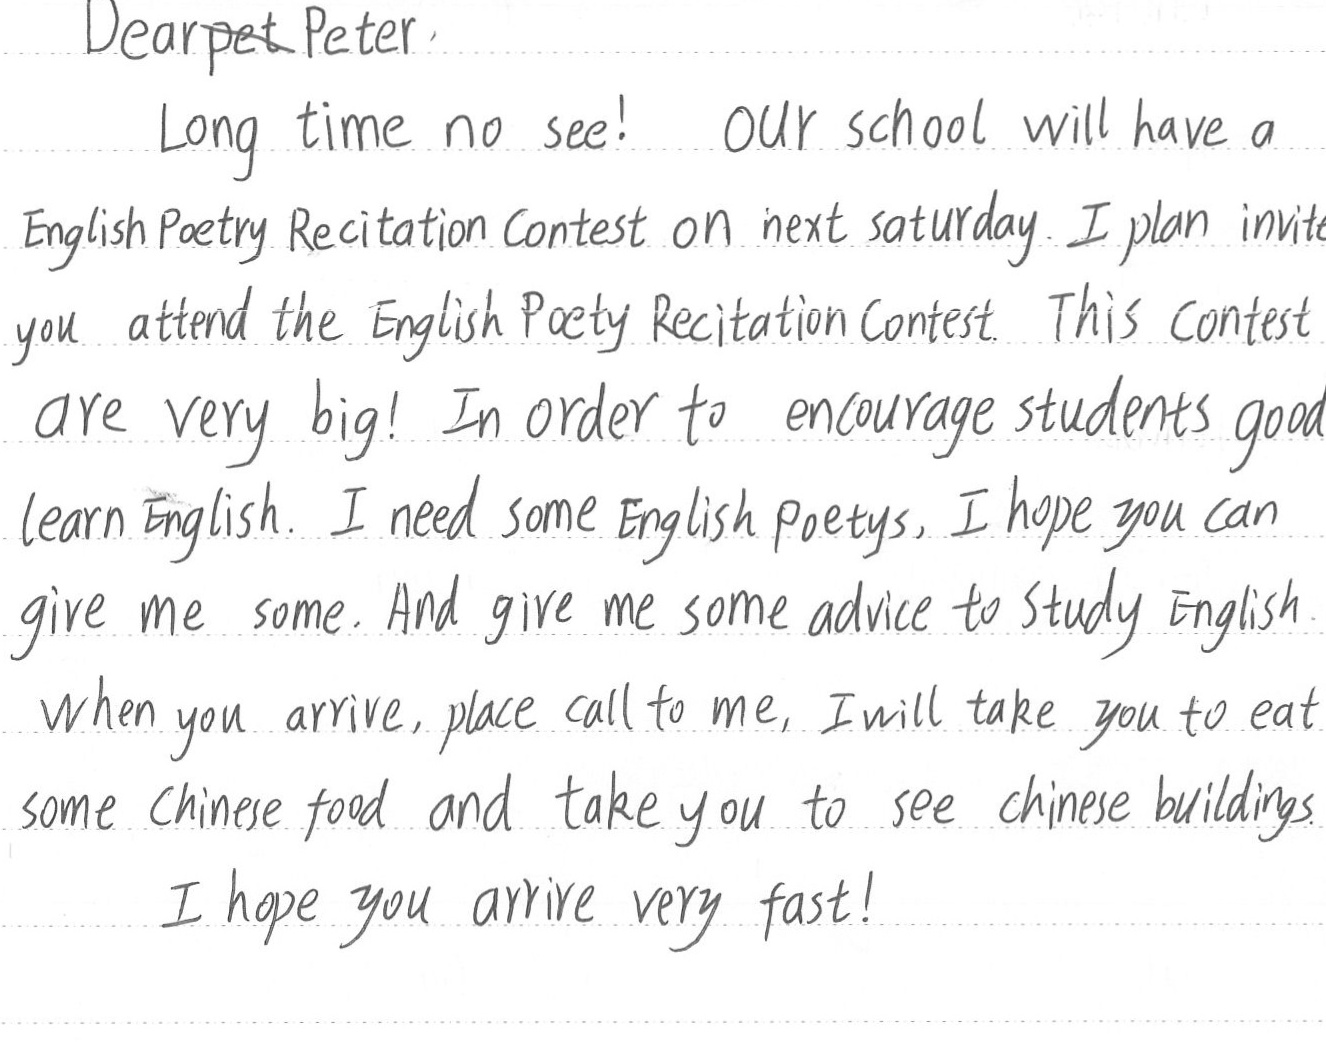 Dear Peter,
Long time no see! Our school will have a
English Poetry Recitation Contest on next saturday. I plan invite
you attend the English Poety Recitation Contest. This contest
are very big! In order to encourage students good
learn English. I need some English Poetys, I hope you can
give me some. And give me some advice to study English.
When you arrive, place call to me, I will take you to eat
some Chinese food and take you to see chinese buildings.
I hope you arrive very fast!